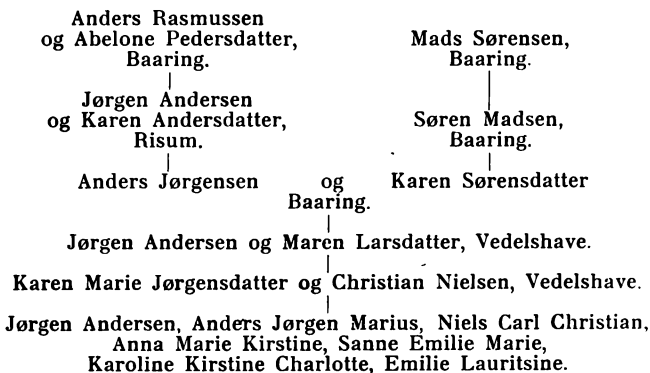 Anders Rasmussen
og Abelone Pedersdatter,
Baaring.
Mads Sørensen,
Baaring.
Jørgen Andersen
og Karen Andersdatter,
Risum.
Søren Madsen,
Baaring.
Anders Jørgensen og Karen Sørensdatter
Baaring.
Jørgen Andersen og Maren Larsdatter, Vedelshave.
Karen Marie Jørgensdatter og Christian Nielsen, Vedelshave.
Jørgen Andersen, Anders Jørgen Marius, Niels Carl Christian,
Anna Marie Kirstine, Sanne Emilie Marie,
Karoline Kirstine Charlotte, Emilie Lauritsine.